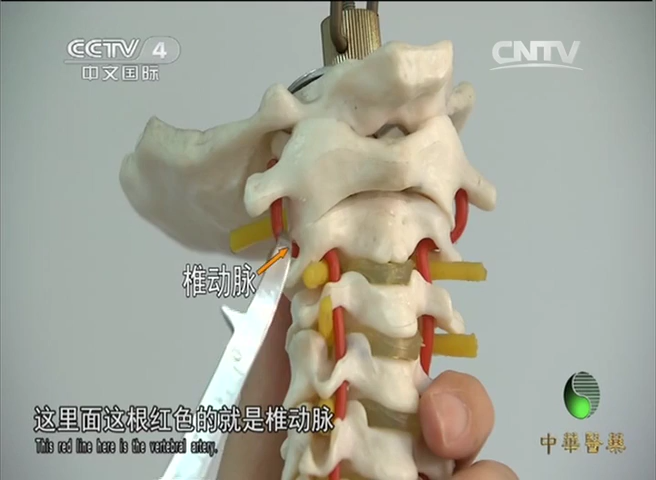 CCTV 4
中文国际
CNTV
椎动脉
这里面这根红色的就是椎动脉
This red line here is the vertebral artery.
中華醫藥